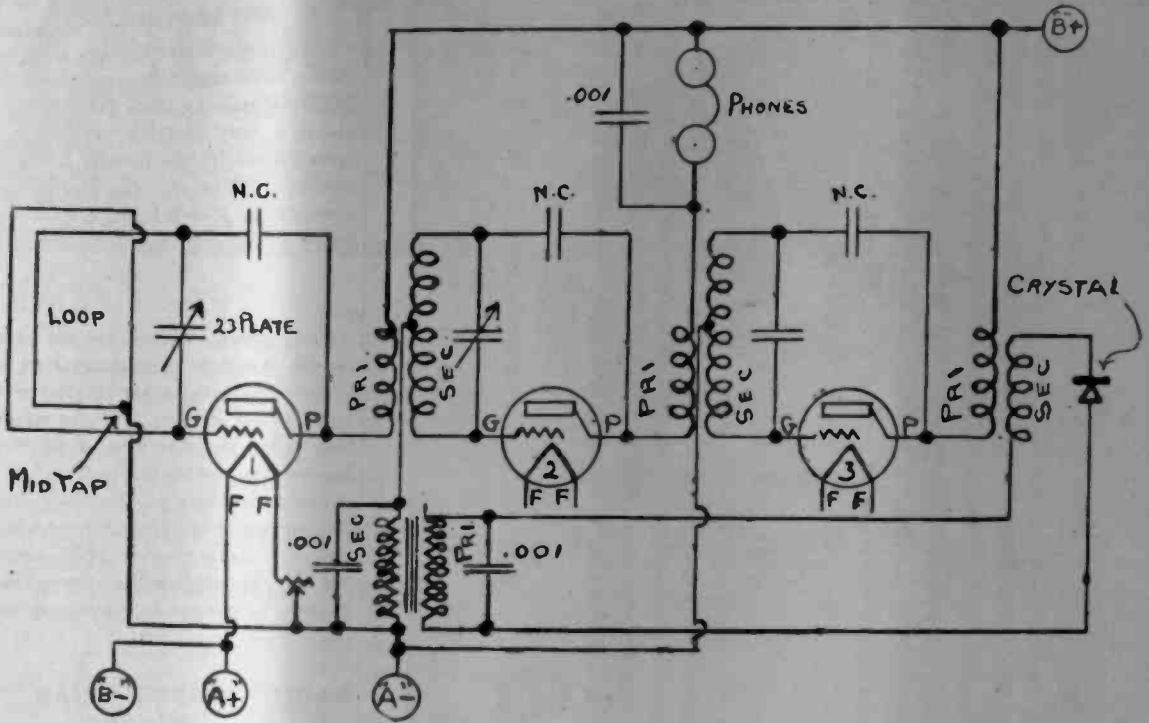 "B+"
.001
PHONES
N.C.
N.C.
N.C.
CRYSTAL
LOOP
23 PLATE
PRI.
SEC.
PRI
SEC
PRI
SEC
G
P
G
P
G
P
1
2
3
MID TAP
F F
F F
F F
.001
SEC
PRI.
.001
"B-"
"A+"
"A-"